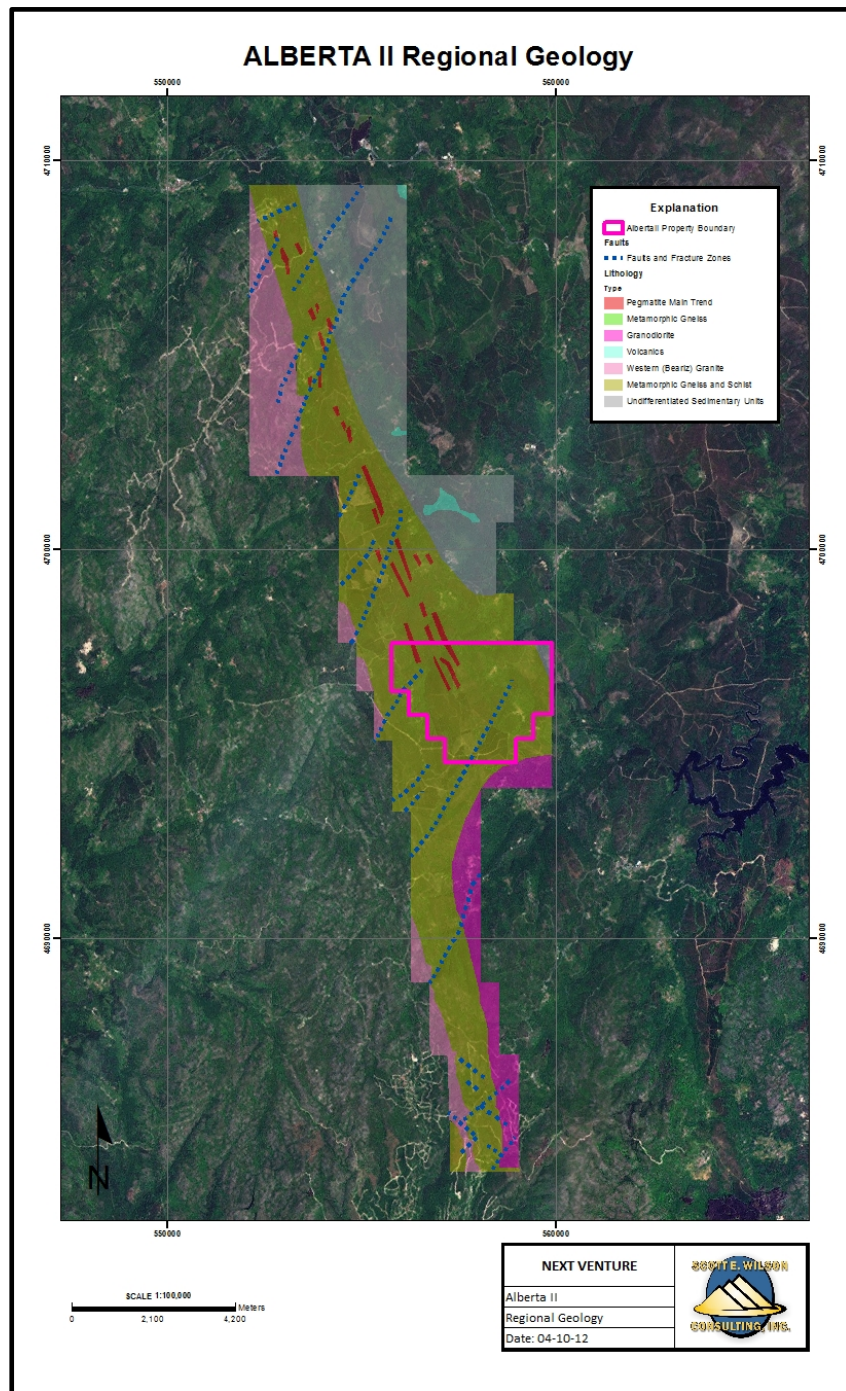 ALBERTA II Regional Geology
550000
560000
4710000
4710000
Explanation
AlbertaII Property Boundary
Faults
Faults and Fracture Zones
Lithology
Type
Pegmatite Main Trend
Metamorphic Gneiss
Granodiorite
Volcanics
Western (Beariz) Granite
Metamorphic Gneiss and Schist
Undifferentiated Sedimentary Units
4700000
4700000
4690000
4690000
N
550000
560000
SCALE 1:100,000
Meters
0
2,100
4,200
NEXT VENTURE
Alberta II
Regional Geology
Date: 04-10-12
SCOTT E. WILSON
CONSULTING, INC.